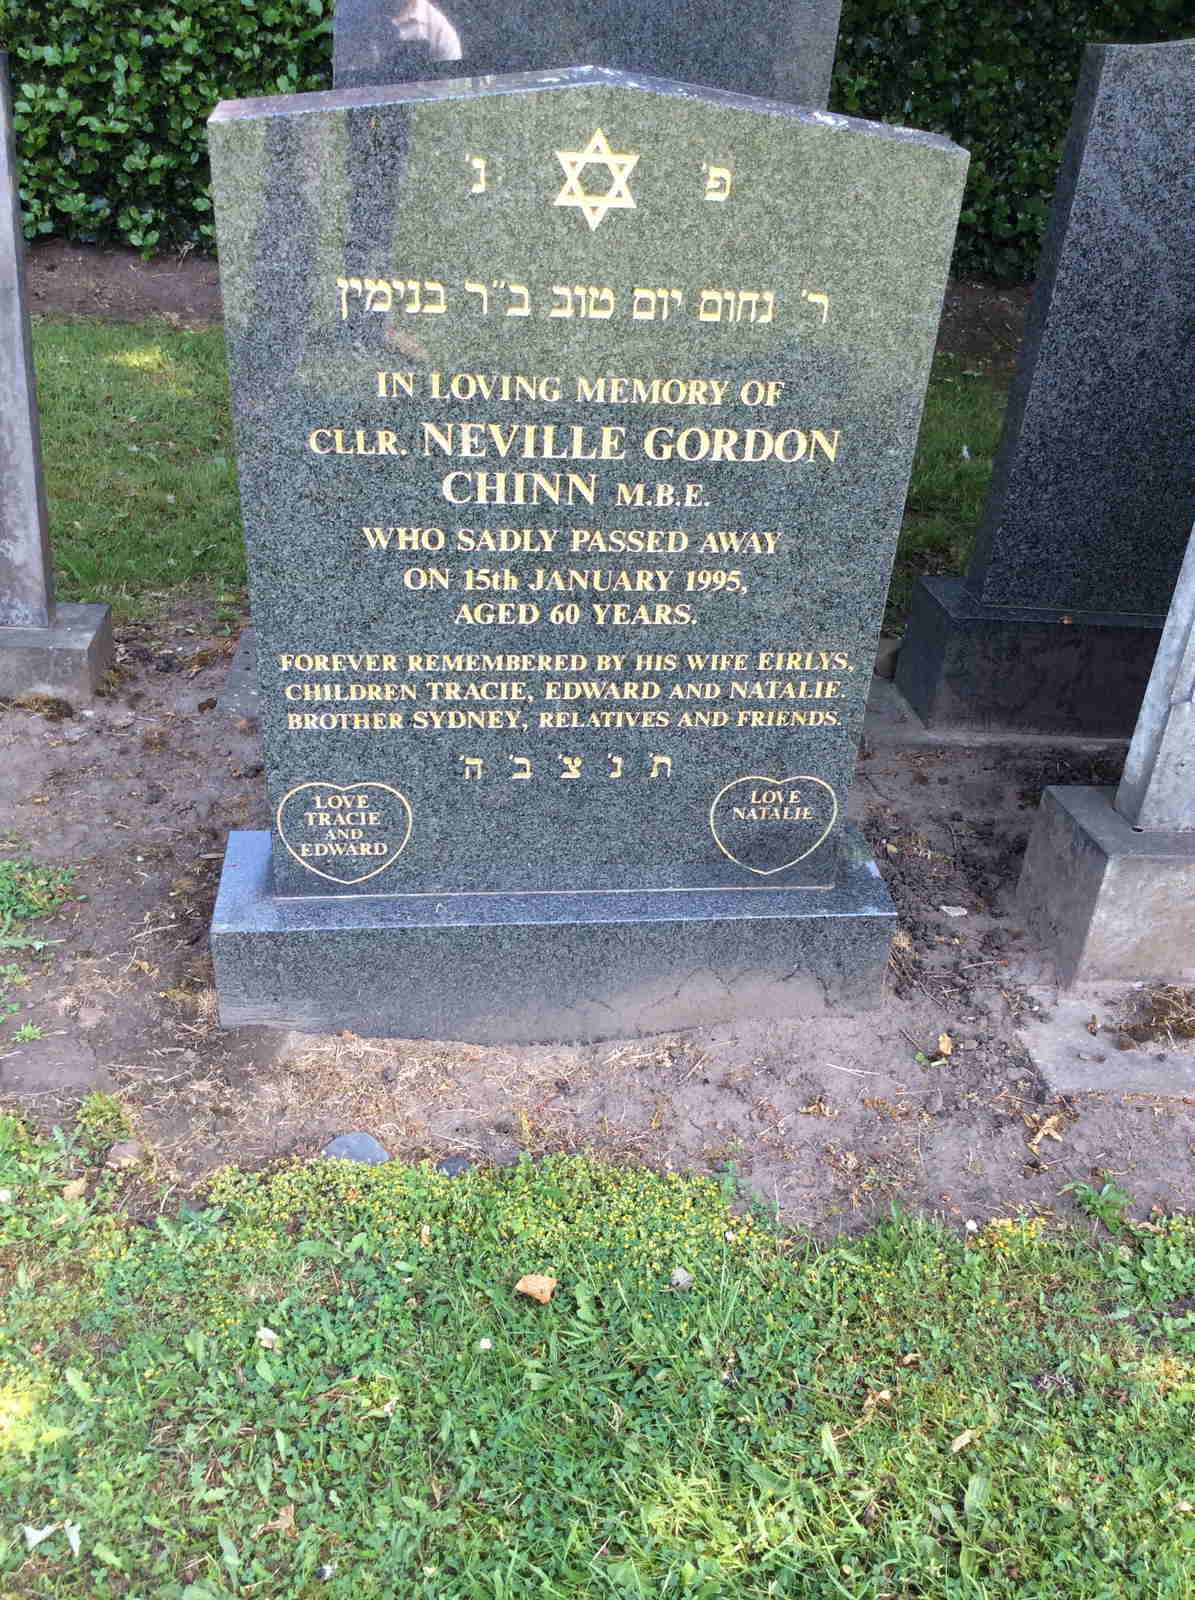 פ' נ'
ר' נחום יום טוב ב"ר בנימין
IN LOVING MEMORY OF
CLLR. NEVILLE GORDON
CHINN M.B.E.
WHO SADLY PASSED AWAY
ON 15th JANUARY 1995,
AGED 60 YEARS.
FOREVER REMEMBERED BY HIS WIFE EIRLYS,
CHILDREN TRACIE, EDWARD AND NATALIE.
BROTHER SYDNEY, RELATIVES AND FRIENDS.
ת' נ' צ' ב' ה'
LOVE
TRACIE
AND
EDWARD
LOVE
NATALIE